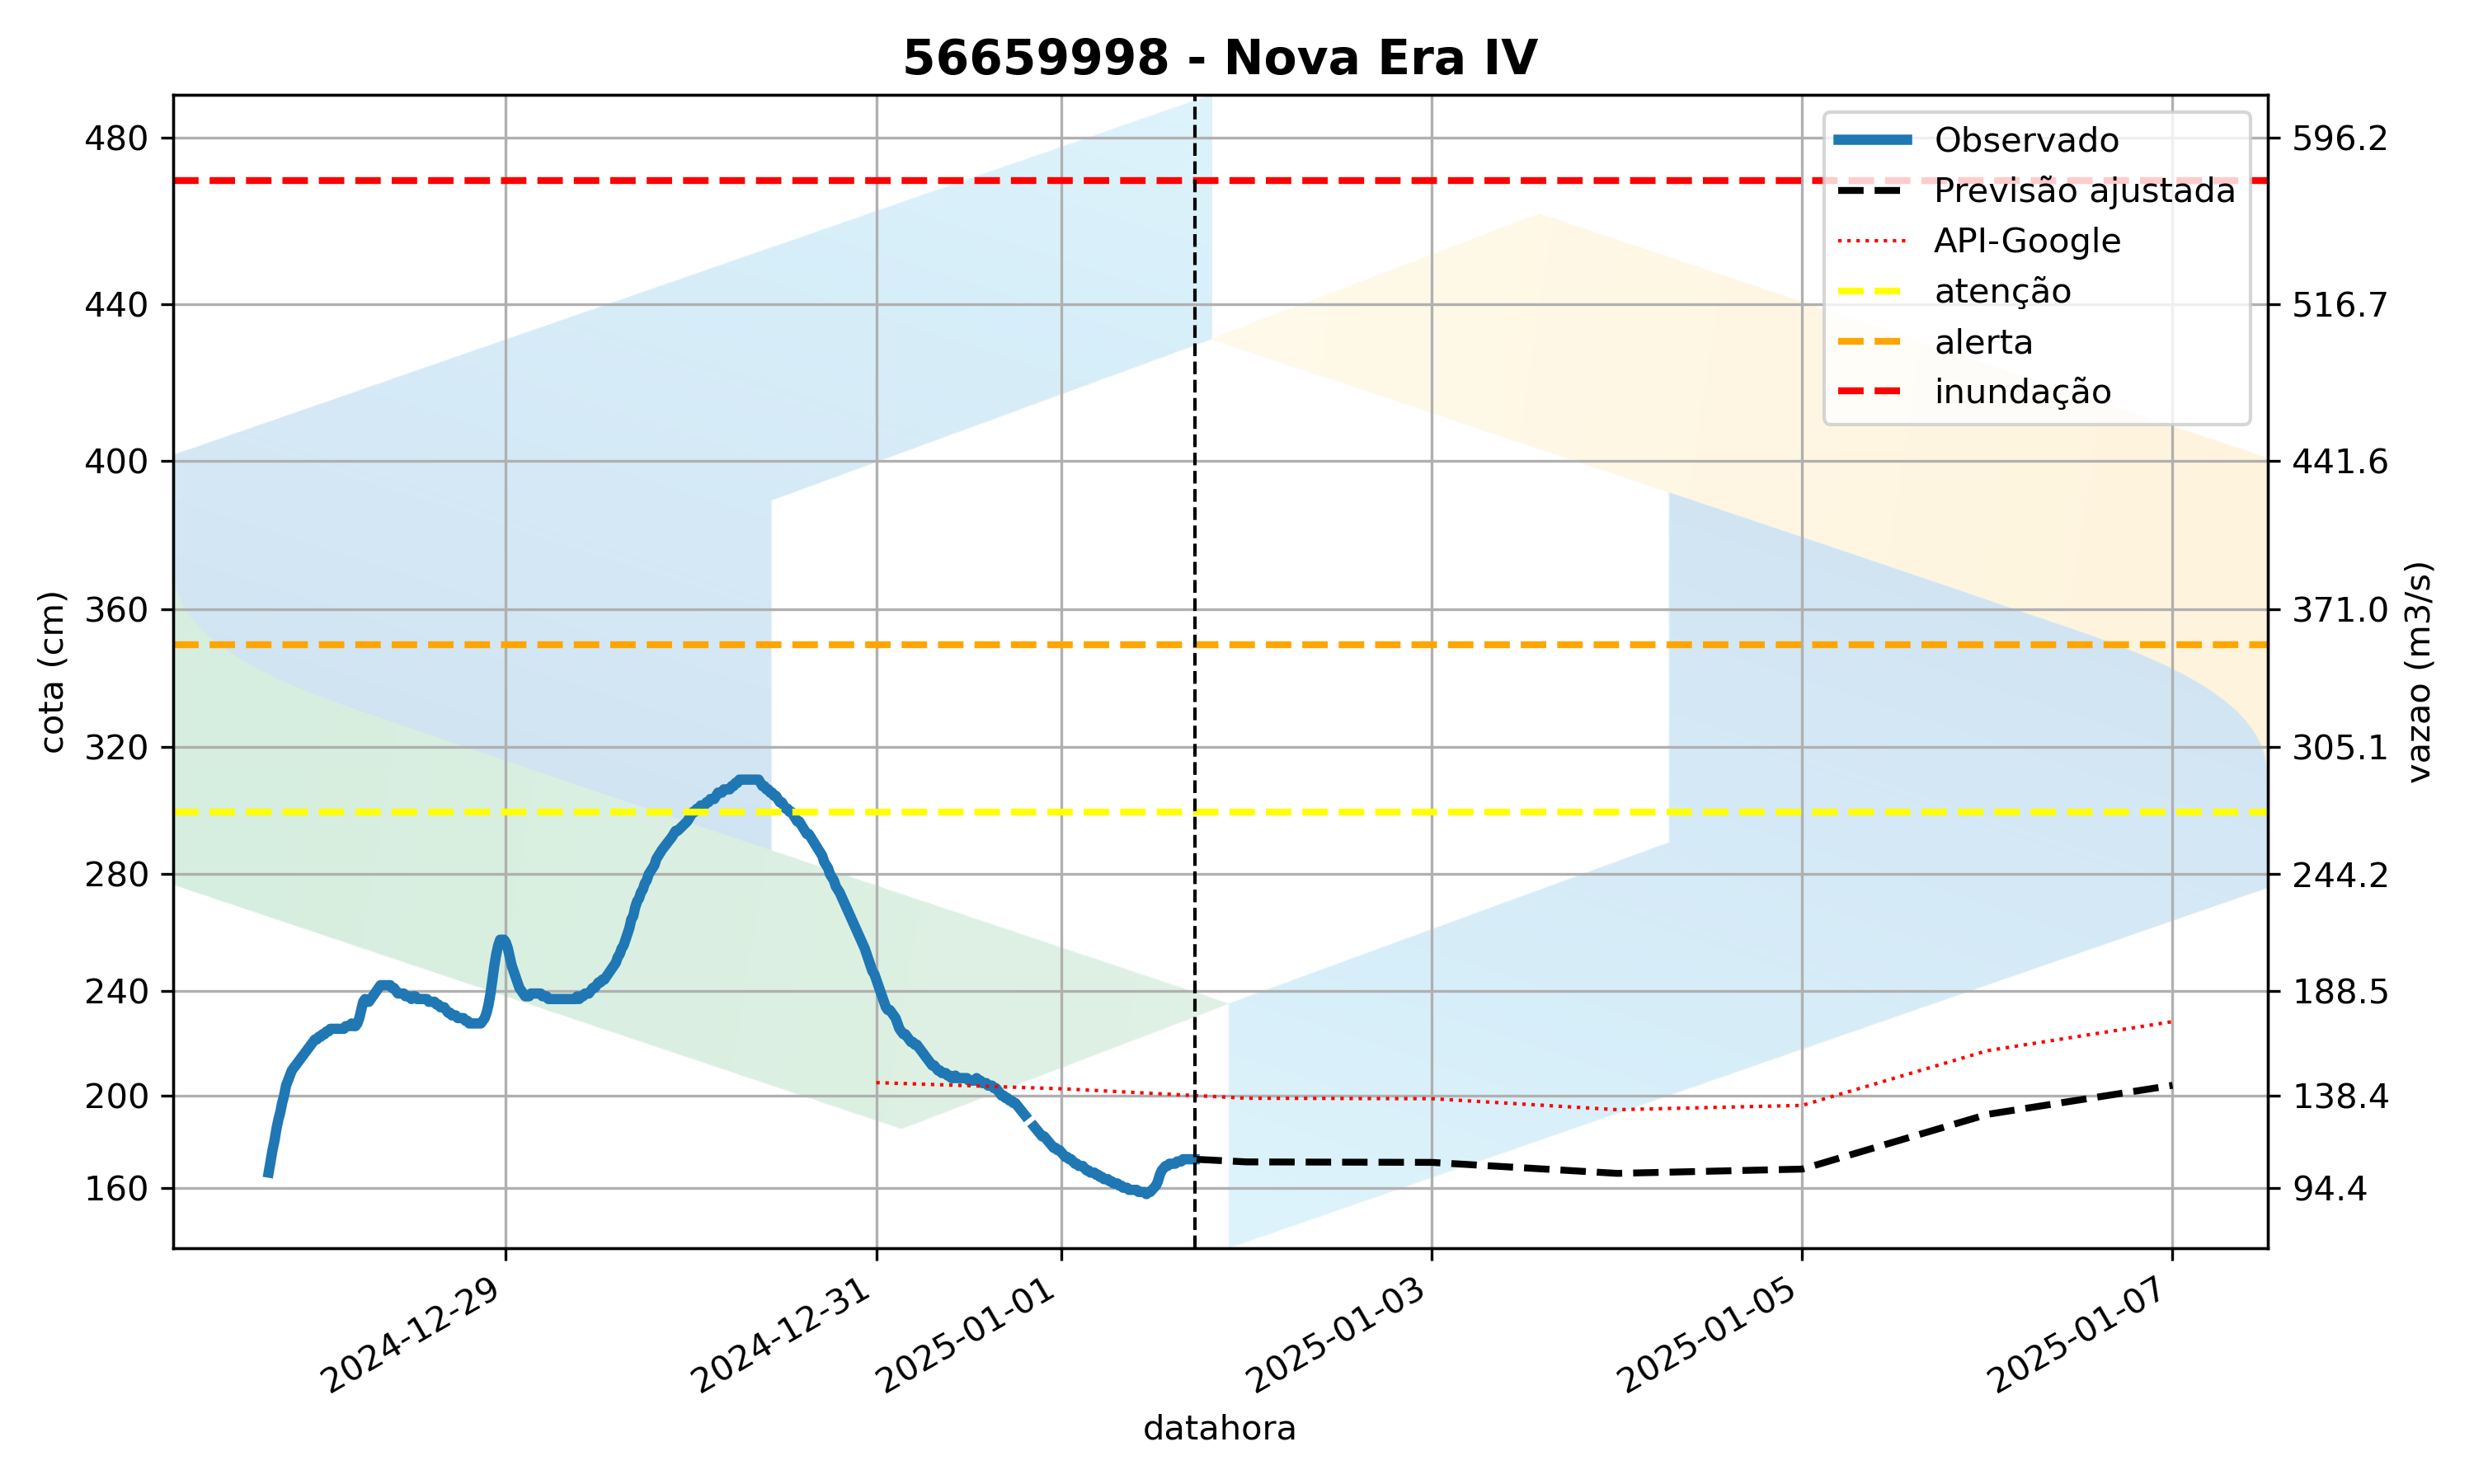 56659998 - Nova Era IV
480
440
400
360
320
280
240
200
160
cota (cm)
596.2
516.7
441.6
371.0
305.1
244.2
188.5
138.4
94.4
vazao (m3/s)
Observado
Previsão ajustada
API-Google
atenção
alerta
inundação
2024-12-29
2024-12-31
2025-01-01
2025-01-03
2025-01-05
2025-01-07
datahora